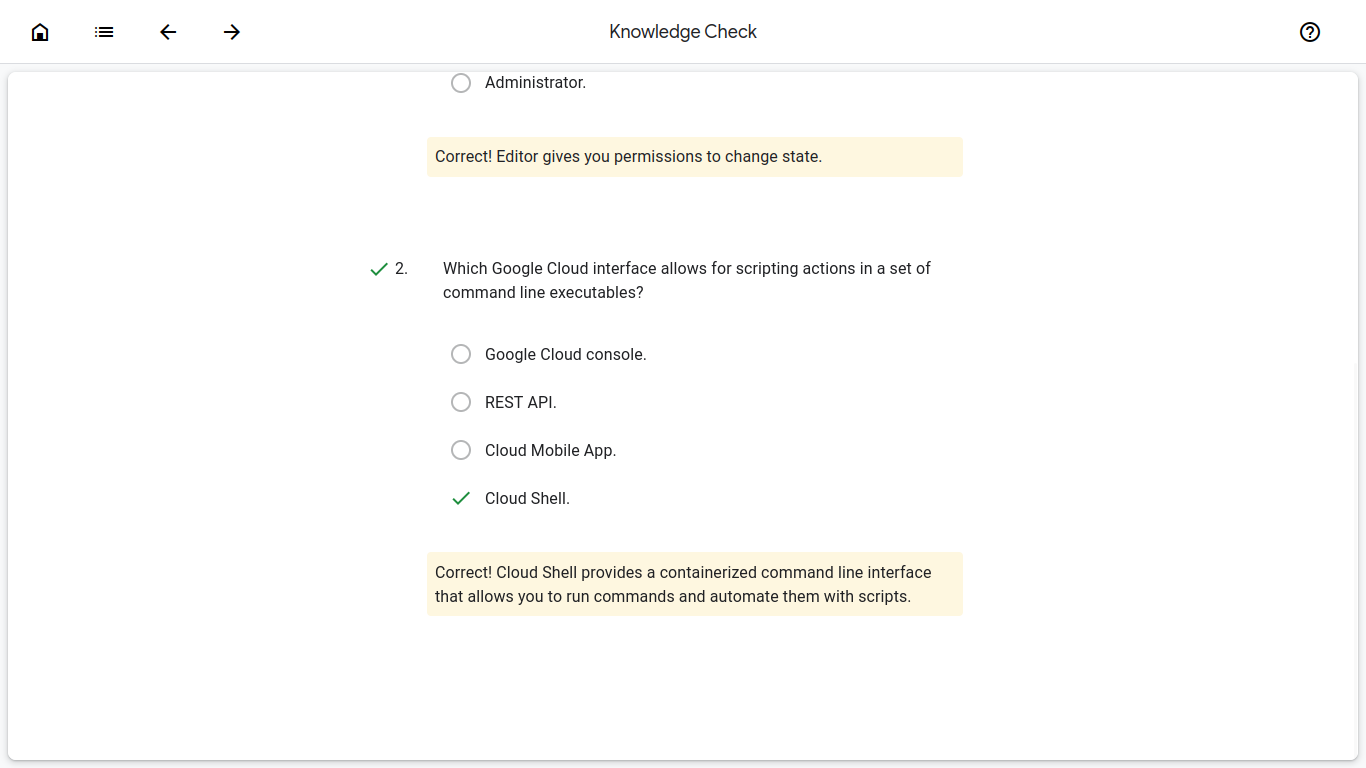 Knowledge Check
Administrator.
Correct! Editor gives you permissions to change state.
2.
Which Google Cloud interface allows for scripting actions in a set of
command line executables?
Google Cloud console.
REST API.
Cloud Mobile App.
Cloud Shell.
Correct! Cloud Shell provides a containerized command line interface
that allows you to run commands and automate them with scripts.